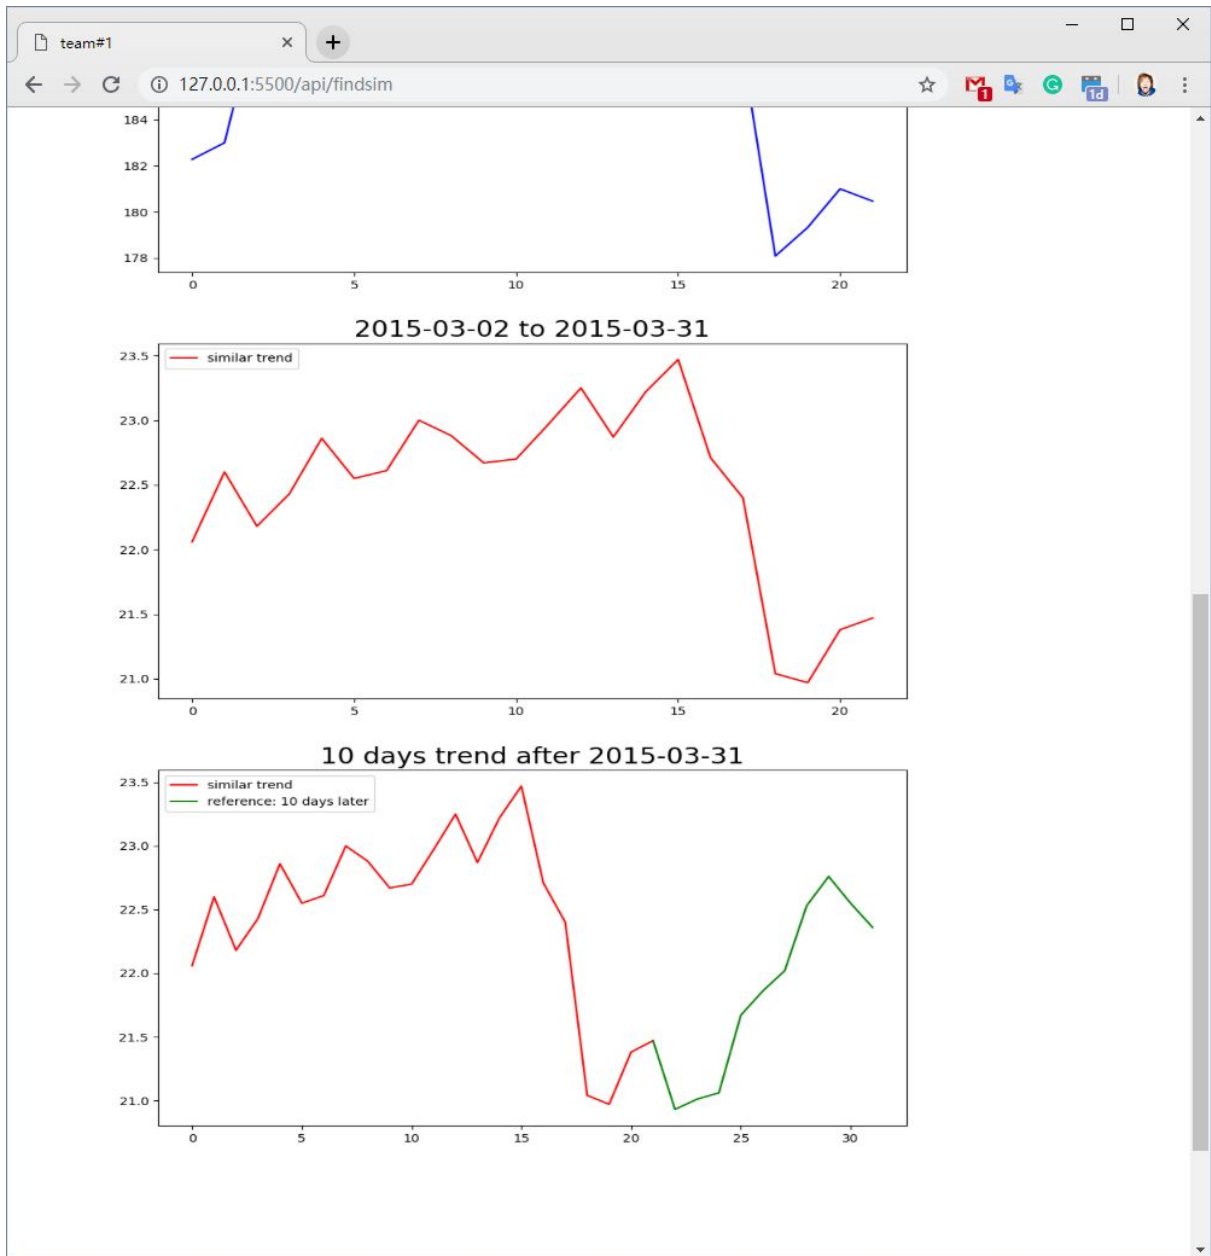 team#1
127.0.0.1:5500/api/findsim
1
1d
184
182
180
178
0 5 10 15 20
2015-03-02 to 2015-03-31
similar trend
23.5
23.0
22.5
22.0
21.5
21.0
0 5 10 15 20
10 days trend after 2015-03-31
similar trend
reference: 10 days later
23.5
23.0
22.5
22.0
21.5
21.0
0 5 10 15 20 25 30